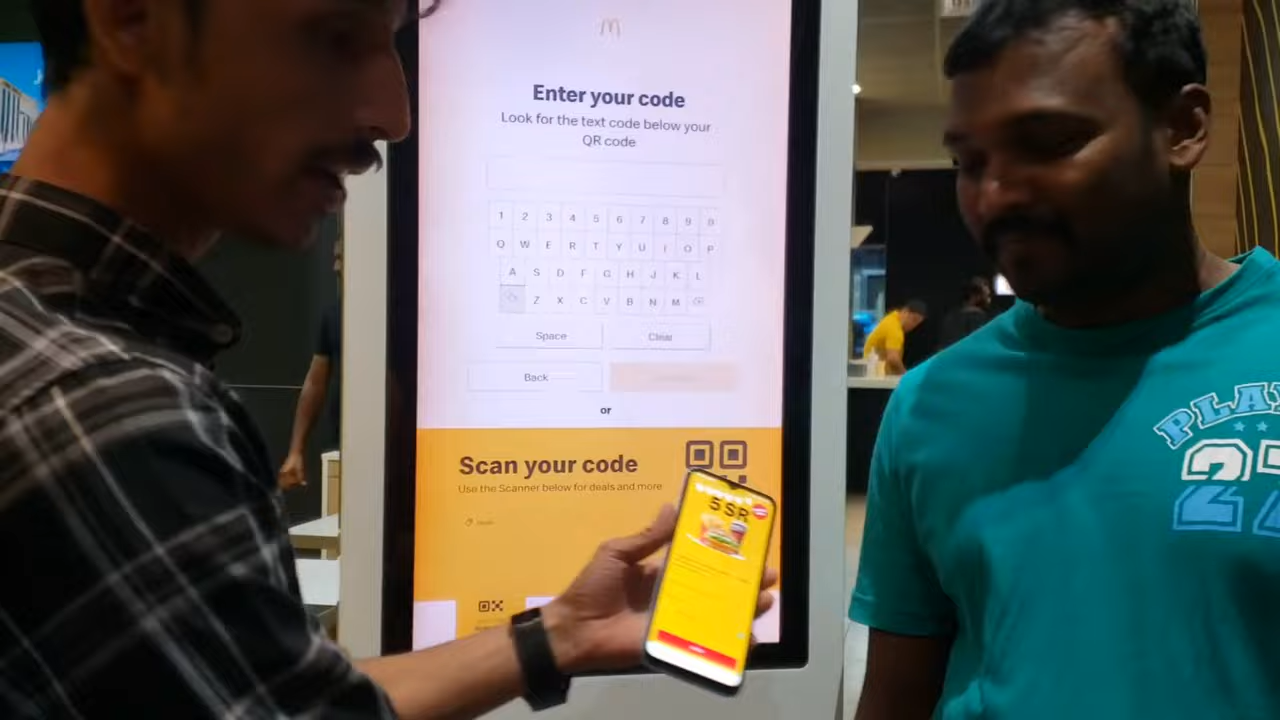 Enter your code
Look for the text code below your
QR code
1 2 3 4 5 6 7 8 9 0
Q W E R T Y U I O P
A S D F G H J K L
Z X C V B N M
Space Clear
Back
or
Scan your code
Use the Scanner below for deals and more
5 SR
PLAY
27